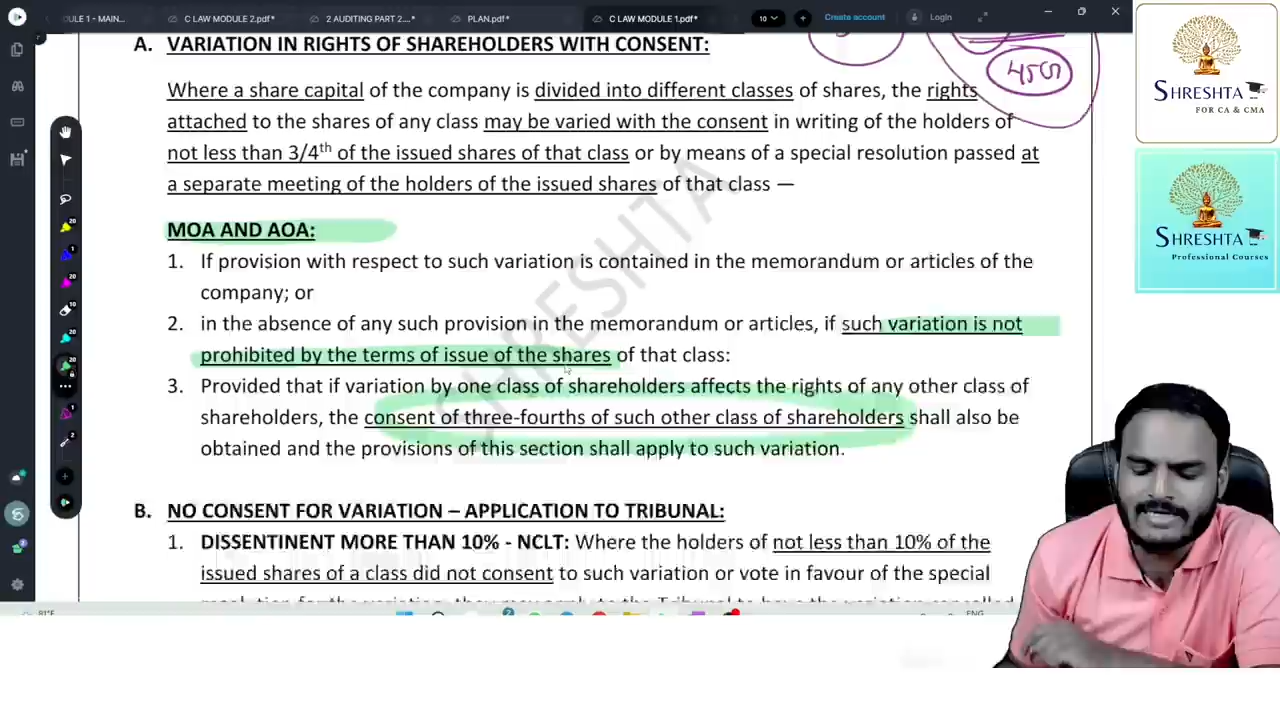 ULE 1 - MAIN...
C LAW MODULE 2.pdf*
2 AUDITING PART 2....*
PLAN.pdf*
C LAW MODULE 1.pdf*
10
Create account
Login
A. VARIATION IN RIGHTS OF SHAREHOLDERS WITH CONSENT:
450
Where a share capital of the company is divided into different classes of shares, the rights
attached to the shares of any class may be varied with the consent in writing of the holders of
not less than 3/4th of the issued shares of that class or by means of a special resolution passed at
a separate meeting of the holders of the issued shares of that class —
MOA AND AOA:
1. If provision with respect to such variation is contained in the memorandum or articles of the
company; or
2. in the absence of any such provision in the memorandum or articles, if such variation is not
prohibited by the terms of issue of the shares of that class:
3. Provided that if variation by one class of shareholders affects the rights of any other class of
shareholders, the consent of three-fourths of such other class of shareholders shall also be
obtained and the provisions of this section shall apply to such variation.
B. NO CONSENT FOR VARIATION – APPLICATION TO TRIBUNAL:
1. DISSENTINENT MORE THAN 10% - NCLT: Where the holders of not less than 10% of the
issued shares of a class did not consent to such variation or vote in favour of the special
SHRESHTA
SHRESHTA
FOR CA & CMA
SHRESHTA
Professional Courses
81°F
ENG